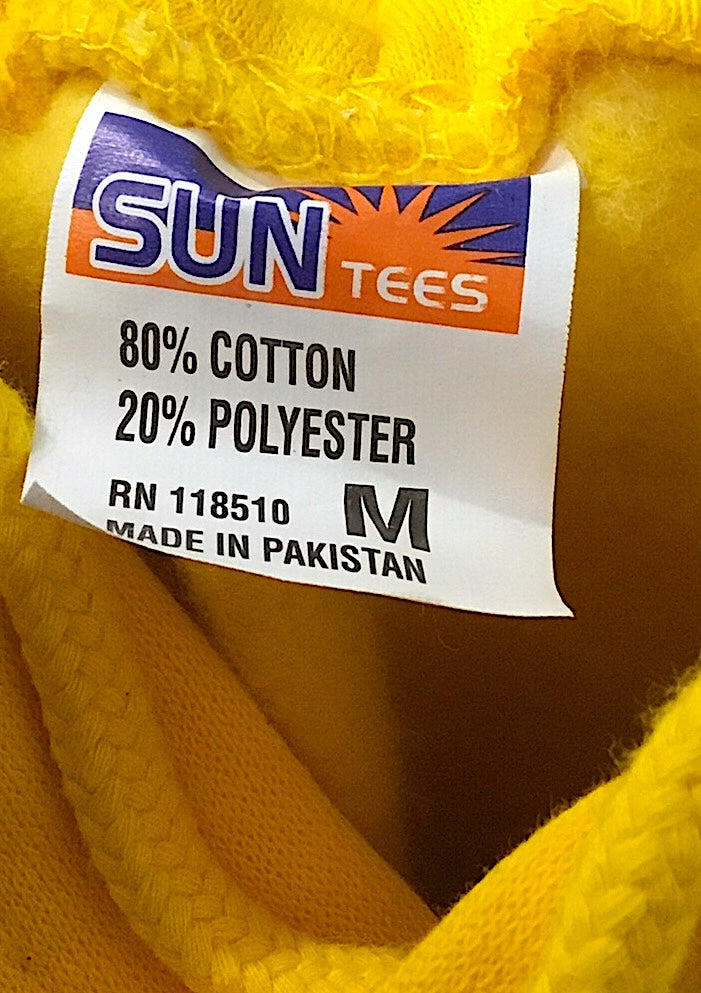 SUN TEES
80% COTTON
20% POLYESTER
RN 118510 M
MADE IN PAKISTAN